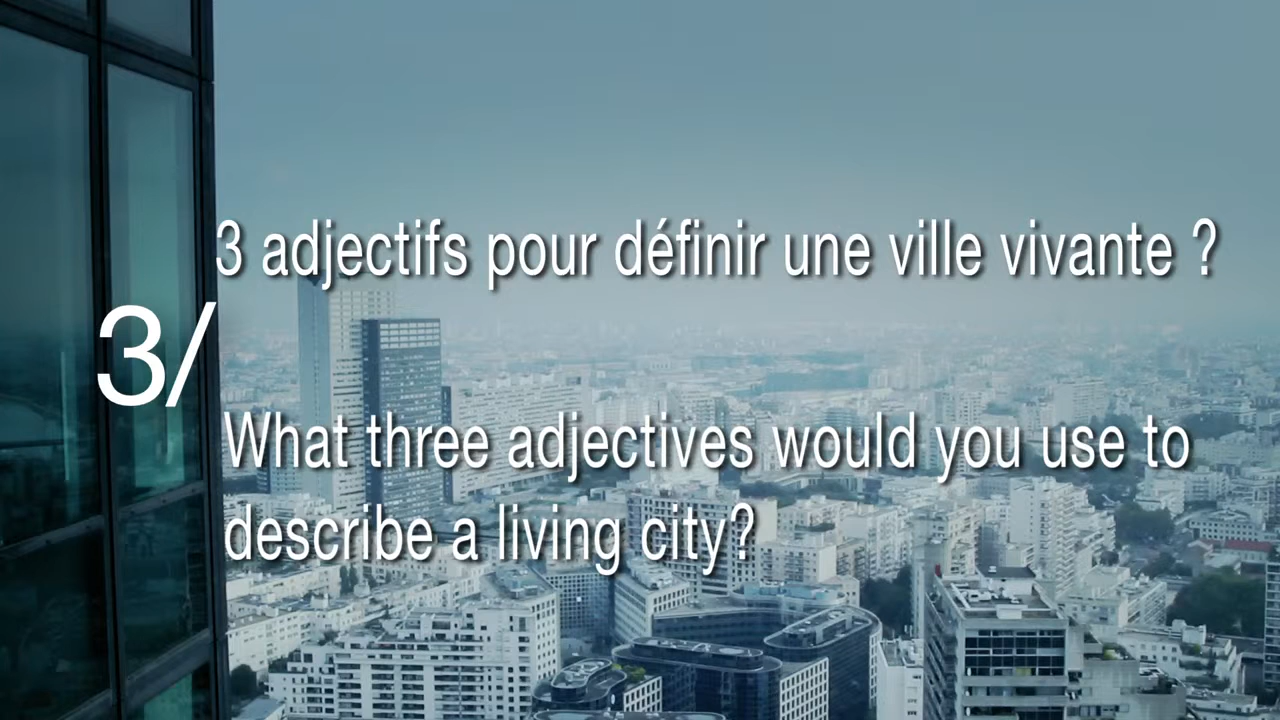 3 adjectifs pour définir une ville vivante ?
3/
What three adjectives would you use to
describe a living city?